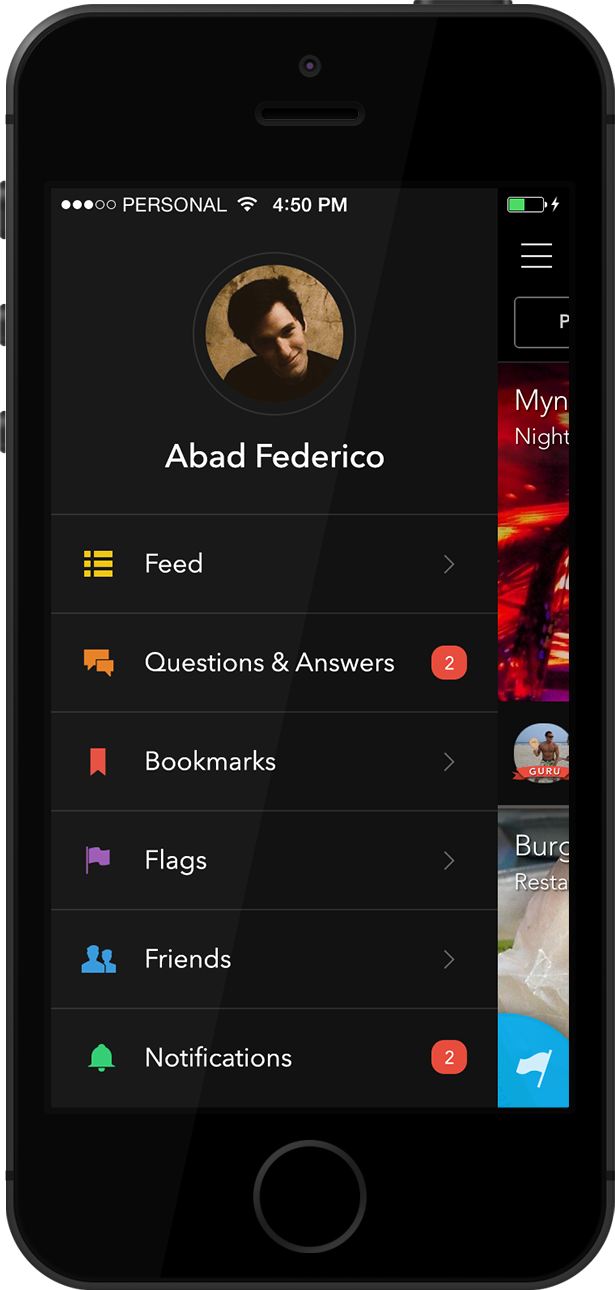 PERSONAL 4:50 PM
P
Abad Federico
Myn
Night
Feed
Questions & Answers 2
Bookmarks
GURU
Flags
Burg
Resta
Friends
Notifications 2